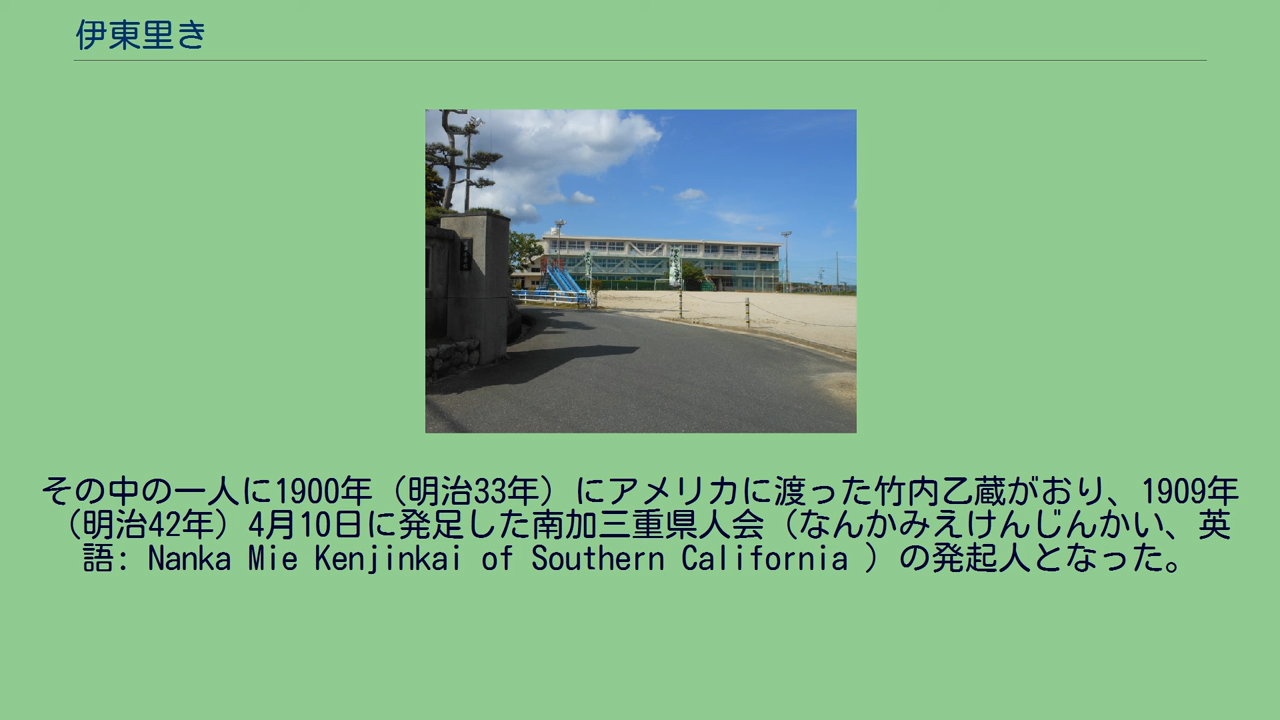 伊東里き
その中の一人に1900年（明治33年）にアメリカに渡った竹内乙蔵がおり、1909年
（明治42年）4月10日に発足した南加三重県人会（なんかみえけんじんかい、英
語: Nanka Mie Kenjinkai of Southern California ）の発起人となった。